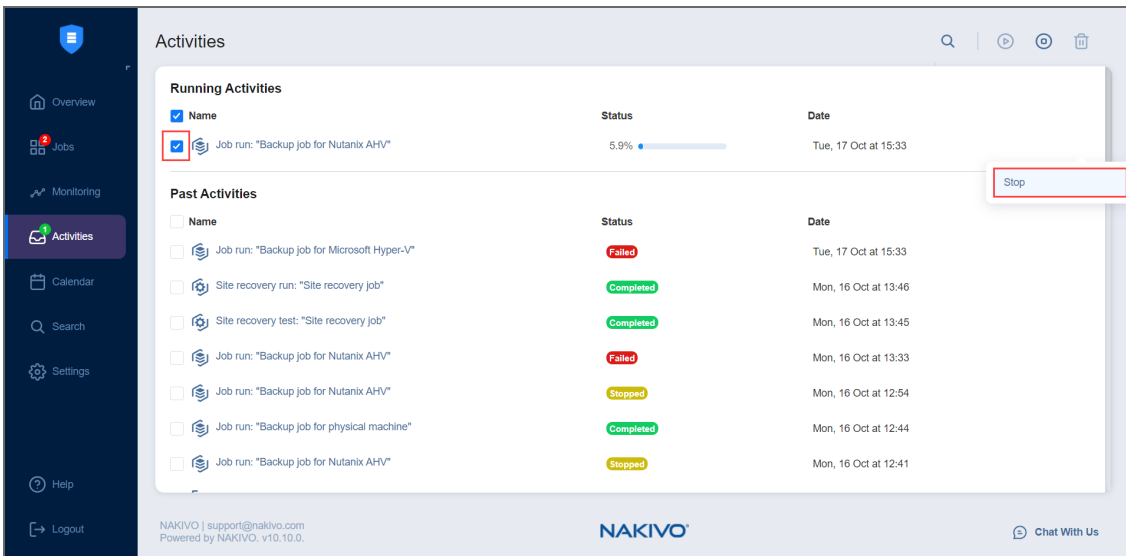 Activities
Overview
2
Jobs
Monitoring
1
Activities
Calendar
Search
Settings
Help
Logout
Running Activities
Name Status Date
Job run: "Backup job for Nutanix AHV" 5.9% Tue, 17 Oct at 15:33
Stop
Past Activities
Name Status Date
Job run: "Backup job for Microsoft Hyper-V" Failed Tue, 17 Oct at 15:33
Site recovery run: "Site recovery job" Completed Mon, 16 Oct at 13:46
Site recovery test: "Site recovery job" Completed Mon, 16 Oct at 13:45
Job run: "Backup job for Nutanix AHV" Failed Mon, 16 Oct at 13:33
Job run: "Backup job for Nutanix AHV" Stopped Mon, 16 Oct at 12:54
Job run: "Backup job for physical machine" Completed Mon, 16 Oct at 12:44
Job run: "Backup job for Nutanix AHV" Stopped Mon, 16 Oct at 12:41
NAKIVO | support@nakivo.com
Powered by NAKIVO. v10.10.0.
NAKIVO®
Chat With Us